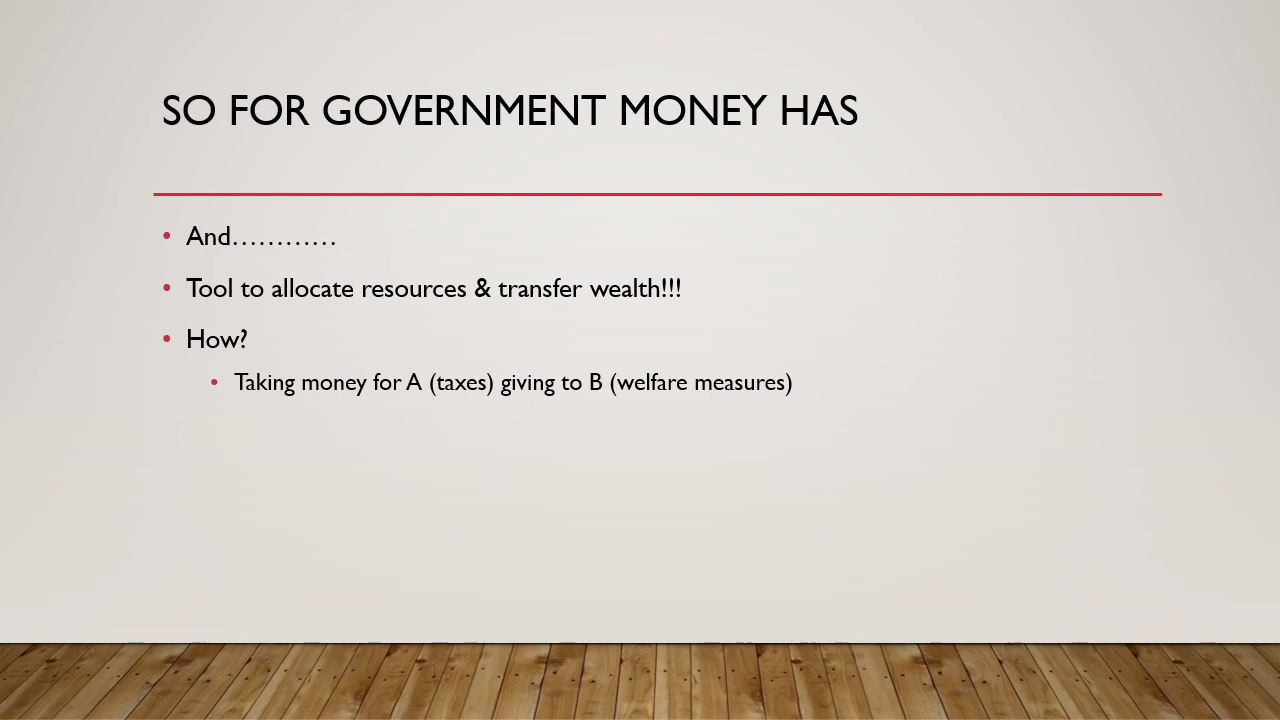 SO FOR GOVERNMENT MONEY HAS
• And…………
• Tool to allocate resources & transfer wealth!!!
• How?
• Taking money for A (taxes) giving to B (welfare measures)